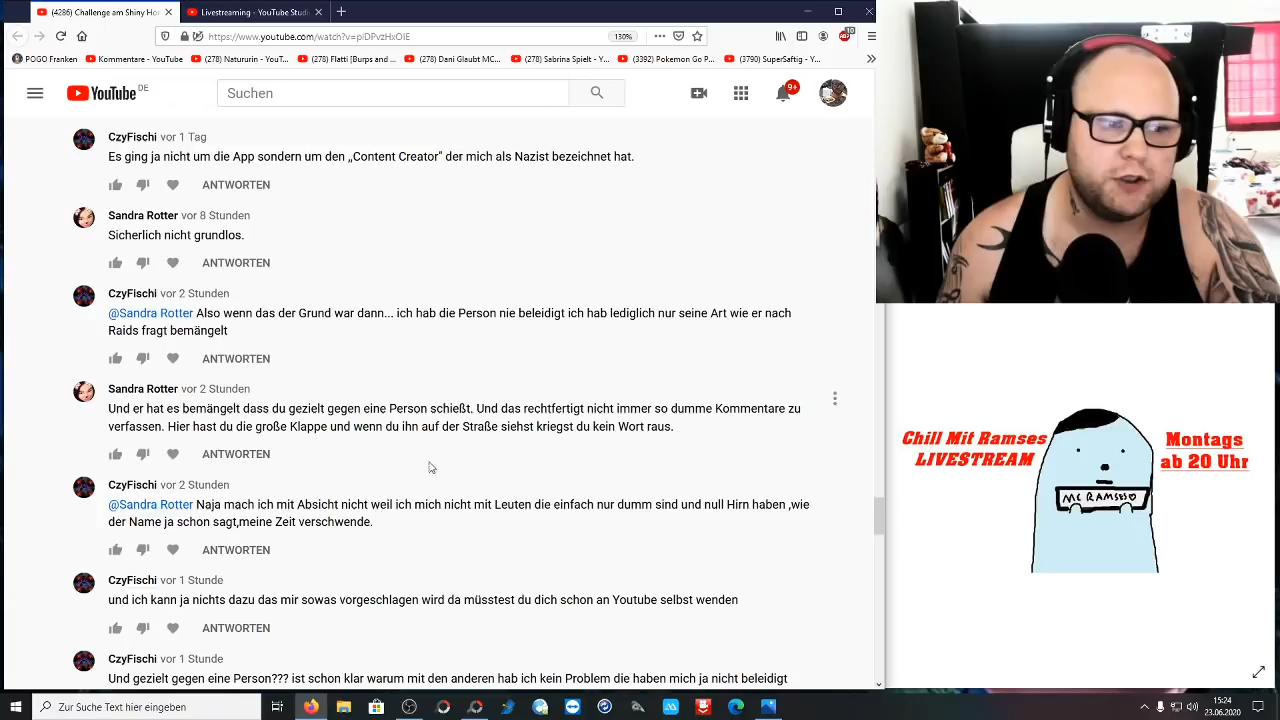 (4286) Challenge am Shiny Ho
Livestreaming - YouTube Studi
https://www.youtube.com/watch?v=pIDPvzHxOIE
130%
10
POGO Franken
Kommentare - YouTube
(278) Natururin - YouT...
(278) Flatti [Burps and ...
(278) Dani Glaubt MC...
(278) Sabrina Spielt - Y...
(3392) Pokemon Go P...
(3790) SuperSaftig - Y...
YouTube DE
Suchen
9+
CzyFischi vor 1 Tag
Es ging ja nicht um die App sondern um den „Content Creator" der mich als Nazist bezeichnet hat.
ANTWORTEN
Sandra Rotter vor 8 Stunden
Sicherlich nicht grundlos.
ANTWORTEN
CzyFischi vor 2 Stunden
@Sandra Rotter Also wenn das der Grund war dann... ich hab die Person nie beleidigt ich hab lediglich nur seine Art wie er nach
Raids fragt bemängelt
ANTWORTEN
Sandra Rotter vor 2 Stunden
Und er hat es bemängelt dass du gezielt gegen eine Person schießt. Und das rechtfertigt nicht immer so dumme Kommentare zu
verfassen. Hier hast du die große Klappe und wenn du ihn auf der Straße siehst kriegst du kein Wort raus.
ANTWORTEN
CzyFischi vor 2 Stunden
@Sandra Rotter Naja mach ich mit Absicht nicht weil ich mich nicht mit Leuten die einfach nur dumm sind und null Hirn haben ,wie
der Name ja schon sagt,meine Zeit verschwende.
ANTWORTEN
CzyFischi vor 1 Stunde
und ich kann ja nichts dazu das mir sowas vorgeschlagen wird da müsstest du dich schon an Youtube selbst wenden
ANTWORTEN
CzyFischi vor 1 Stunde
Und gezielt gegen eine Person??? ist schon klar warum mit den anderen hab ich kein Problem die haben mich ja nicht beleidigt
Chill Mit Ramses
LIVESTREAM
MC RAMSES
Montags
ab 20 Uhr
Zur Suche Text hier eingeben
15:24
23.06.2020